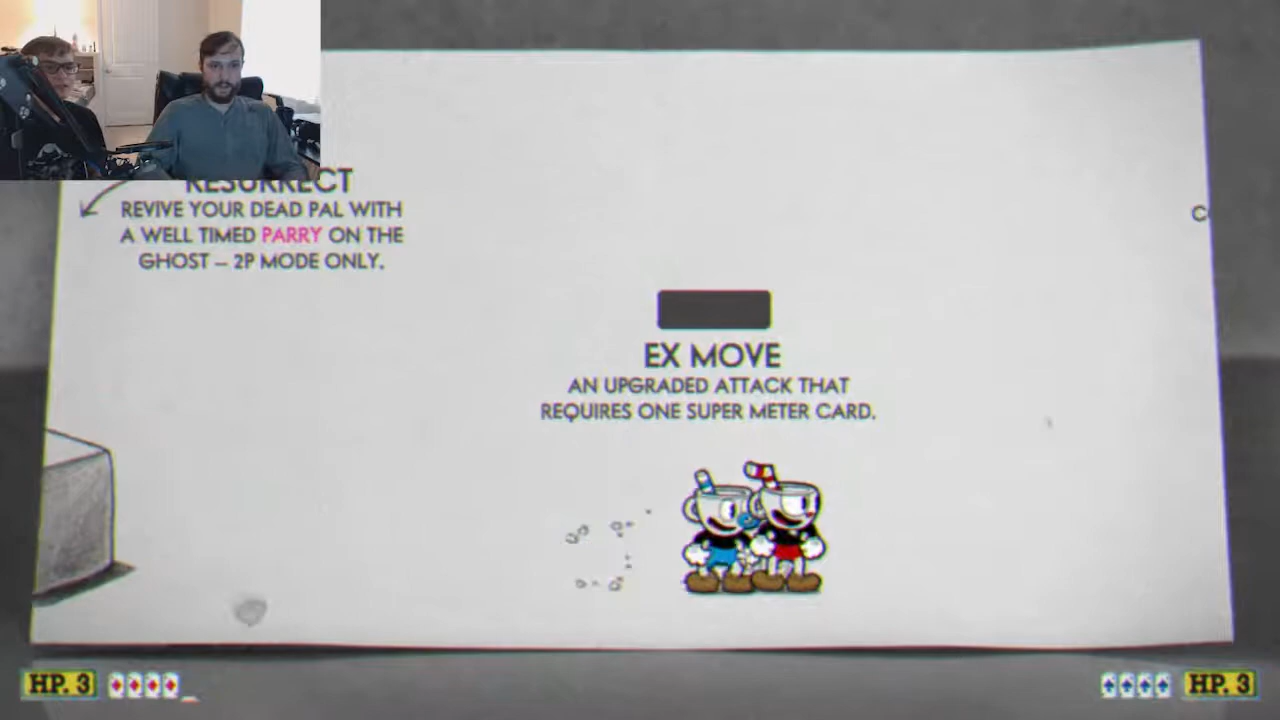 RESURRECT
REVIVE YOUR DEAD PAL WITH
A WELL TIMED PARRY ON THE
GHOST – 2P MODE ONLY.
EX MOVE
AN UPGRADED ATTACK THAT
REQUIRES ONE SUPER METER CARD.
HP. 3
HP. 3